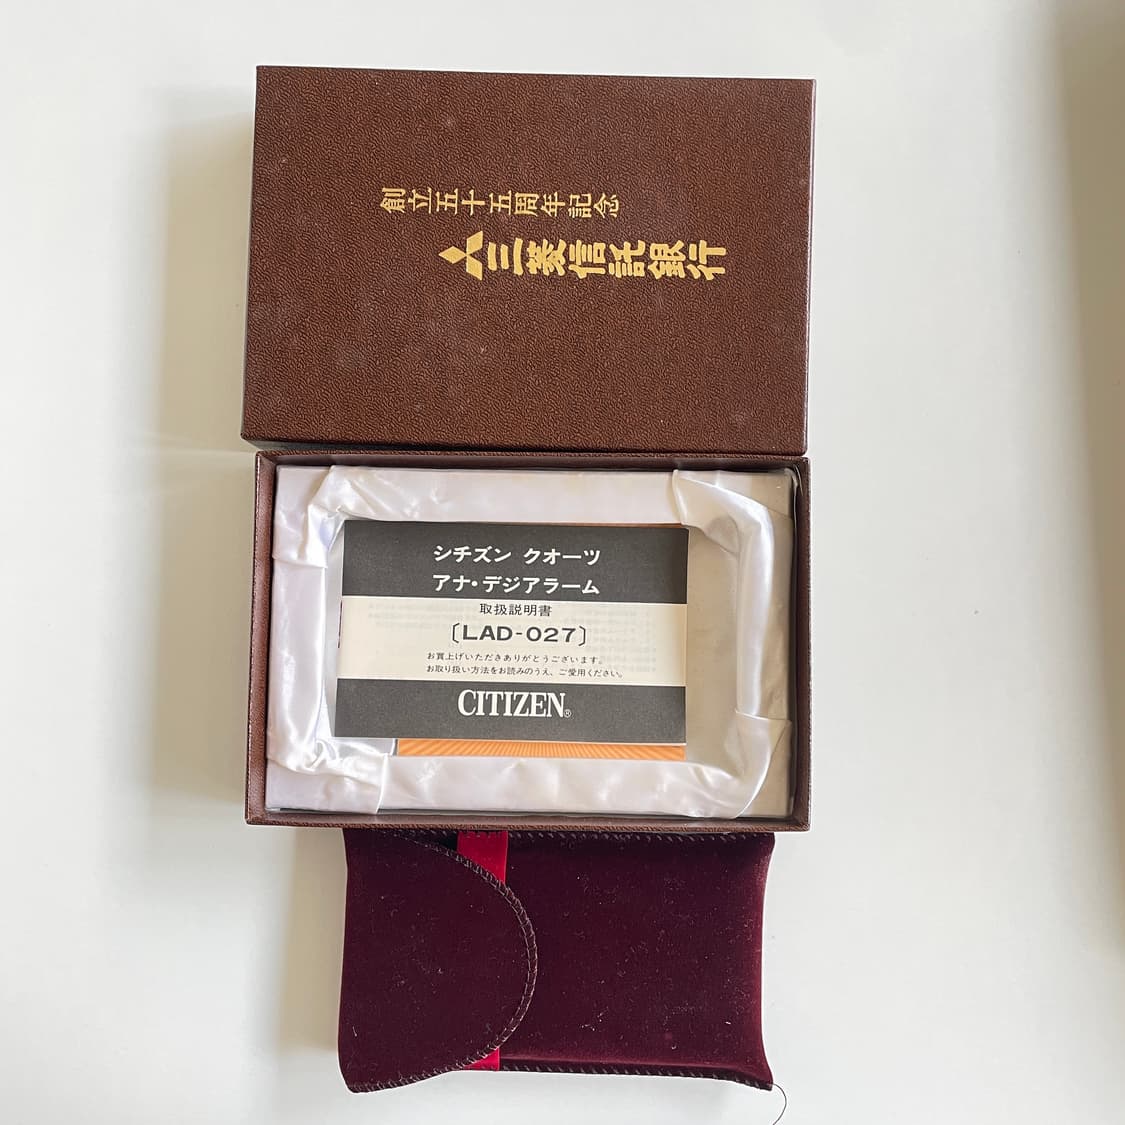 創立五十五周年記念
三菱信託銀行
シチズン クオーツ
アナ・デジアラーム
取扱説明書
〔LAD-027〕
お買上げいただきありがとうございます。
お取り扱い方法をお読みのうえ、ご愛用ください。
CITIZEN®